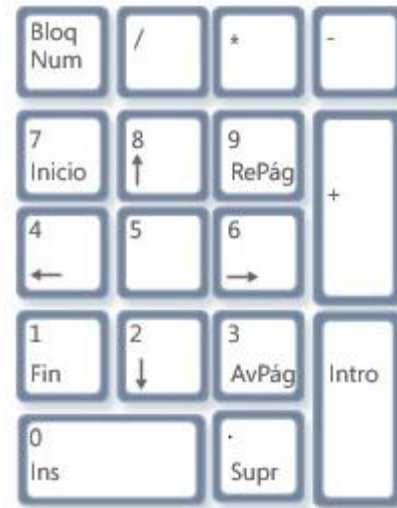 Bloq
Num
/
*
-
7
Inicio
8
↑
9
RePág
+
4
←
5
6
→
1
Fin
2
↓
3
AvPág
Intro
0
Ins
.
Supr